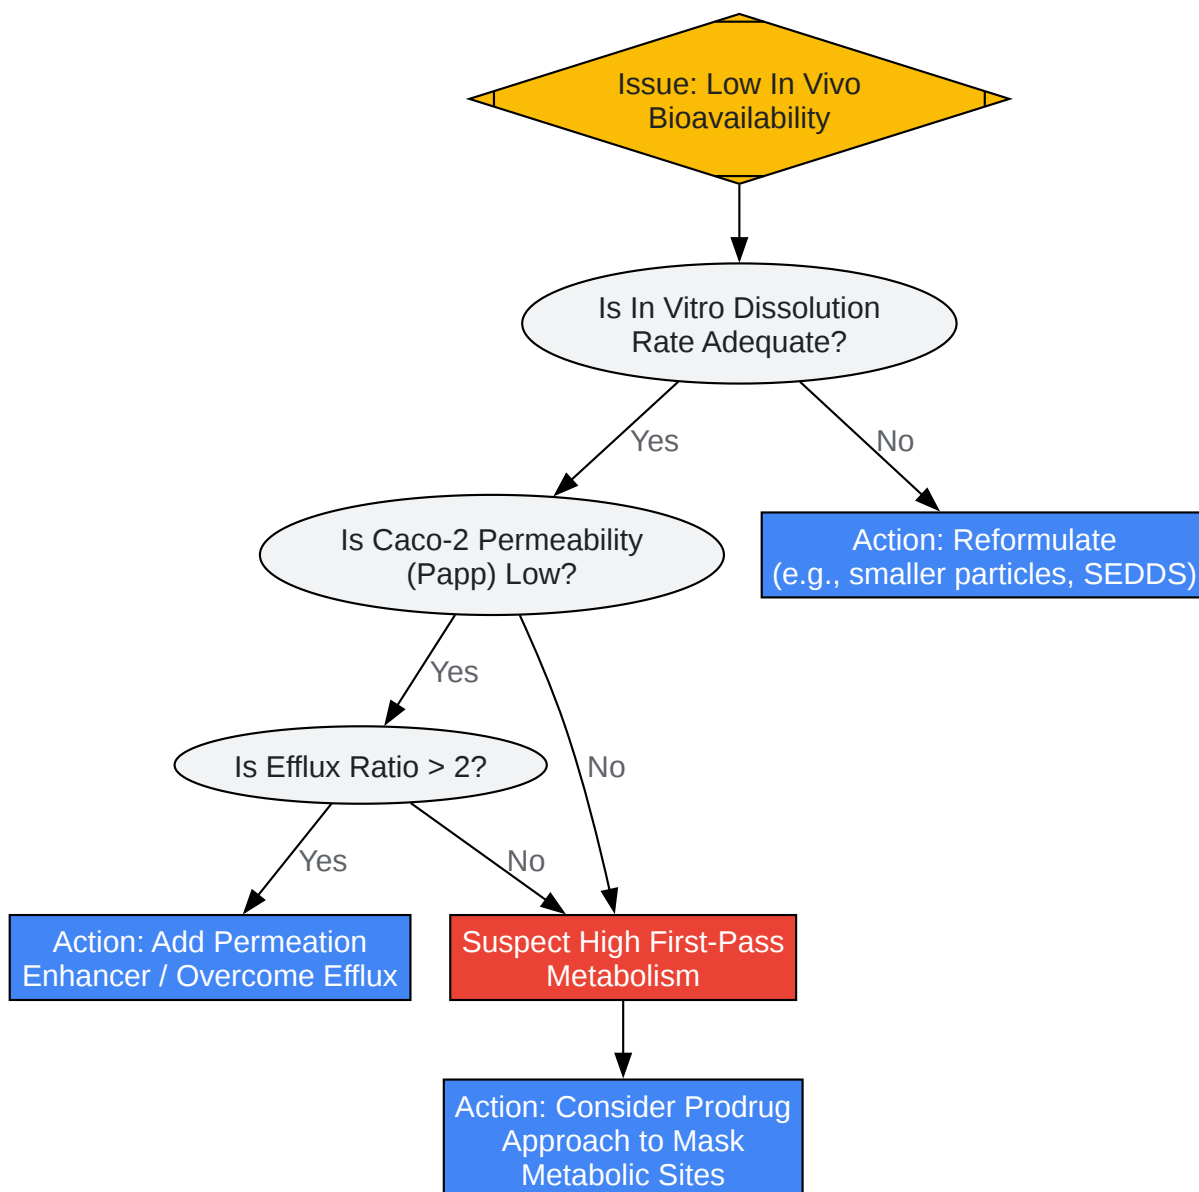 Issue: Low In Vivo
Bioavailability
Is In Vitro Dissolution
Rate Adequate?
Yes
No
Is Caco-2 Permeability
(Papp) Low?
Action: Reformulate
(e.g., smaller particles, SEDDS)
Yes
No
Is Efflux Ratio > 2?
Yes
No
Action: Add Permeation
Enhancer / Overcome Efflux
Suspect High First-Pass
Metabolism
Action: Consider Prodrug
Approach to Mask
Metabolic Sites